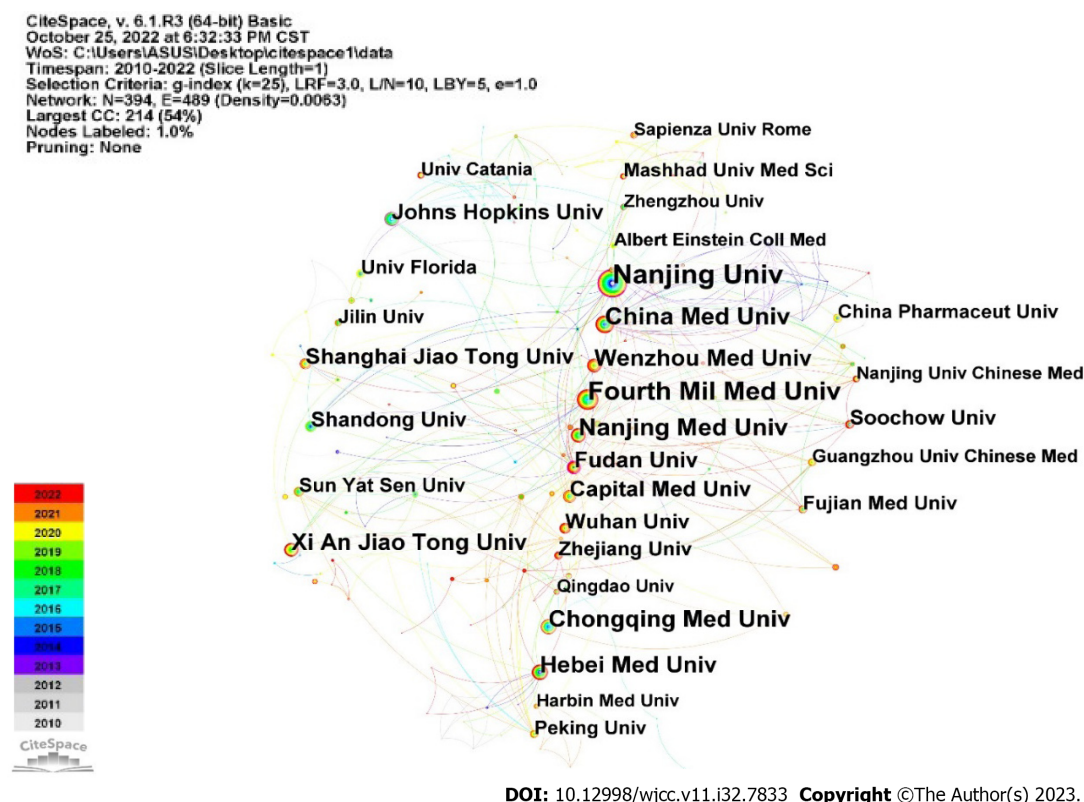 CiteSpace, v. 6.1.R3 (64-bit) Basic
October 25, 2022 at 6:32:33 PM CST
WoS: C:\Users\ASUS\Desktop\citespace1\data
Timespan: 2010-2022 (Slice Length=1)
Selection Criteria: g-index (k=25), LRF=3.0, L/N=10, LBY=5, e=1.0
Network: N=394, E=489 (Density=0.0063)
Largest CC: 214 (54%)
Nodes Labeled: 1.0%
Pruning: None
Sapienza Univ Rome
Univ Catania
Mashhad Univ Med Sci
Johns Hopkins Univ
Zhengzhou Univ
Albert Einstein Coll Med
Univ Florida
Nanjing Univ
Jilin Univ
China Med Univ
China Pharmaceut Univ
Shanghai Jiao Tong Univ
Wenzhou Med Univ
Nanjing Univ Chinese Med
Fourth Mil Med Univ
Shandong Univ
Nanjing Med Univ
Soochow Univ
Fudan Univ
Guangzhou Univ Chinese Med
Sun Yat Sen Univ
Capital Med Univ
Fujian Med Univ
Wuhan Univ
Xi An Jiao Tong Univ
Zhejiang Univ
Qingdao Univ
Chongqing Med Univ
Hebei Med Univ
Harbin Med Univ
Peking Univ
2022
2021
2020
2019
2018
2017
2016
2015
2014
2013
2012
2011
2010
CiteSpace
DOI: 10.12998/wjcc.v11.i32.7833 Copyright ©The Author(s) 2023.